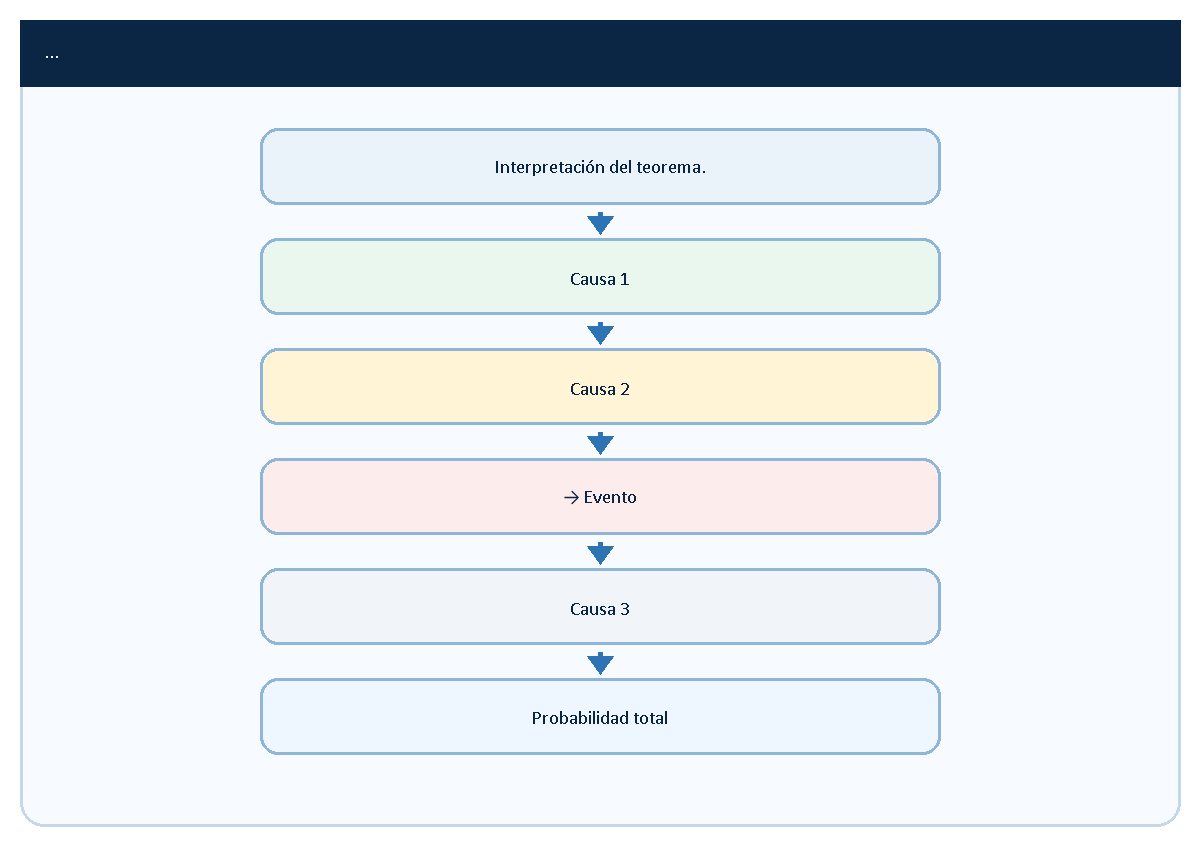 ...
Interpretación del teorema.
Causa 1
Causa 2
→ Evento
Causa 3
Probabilidad total